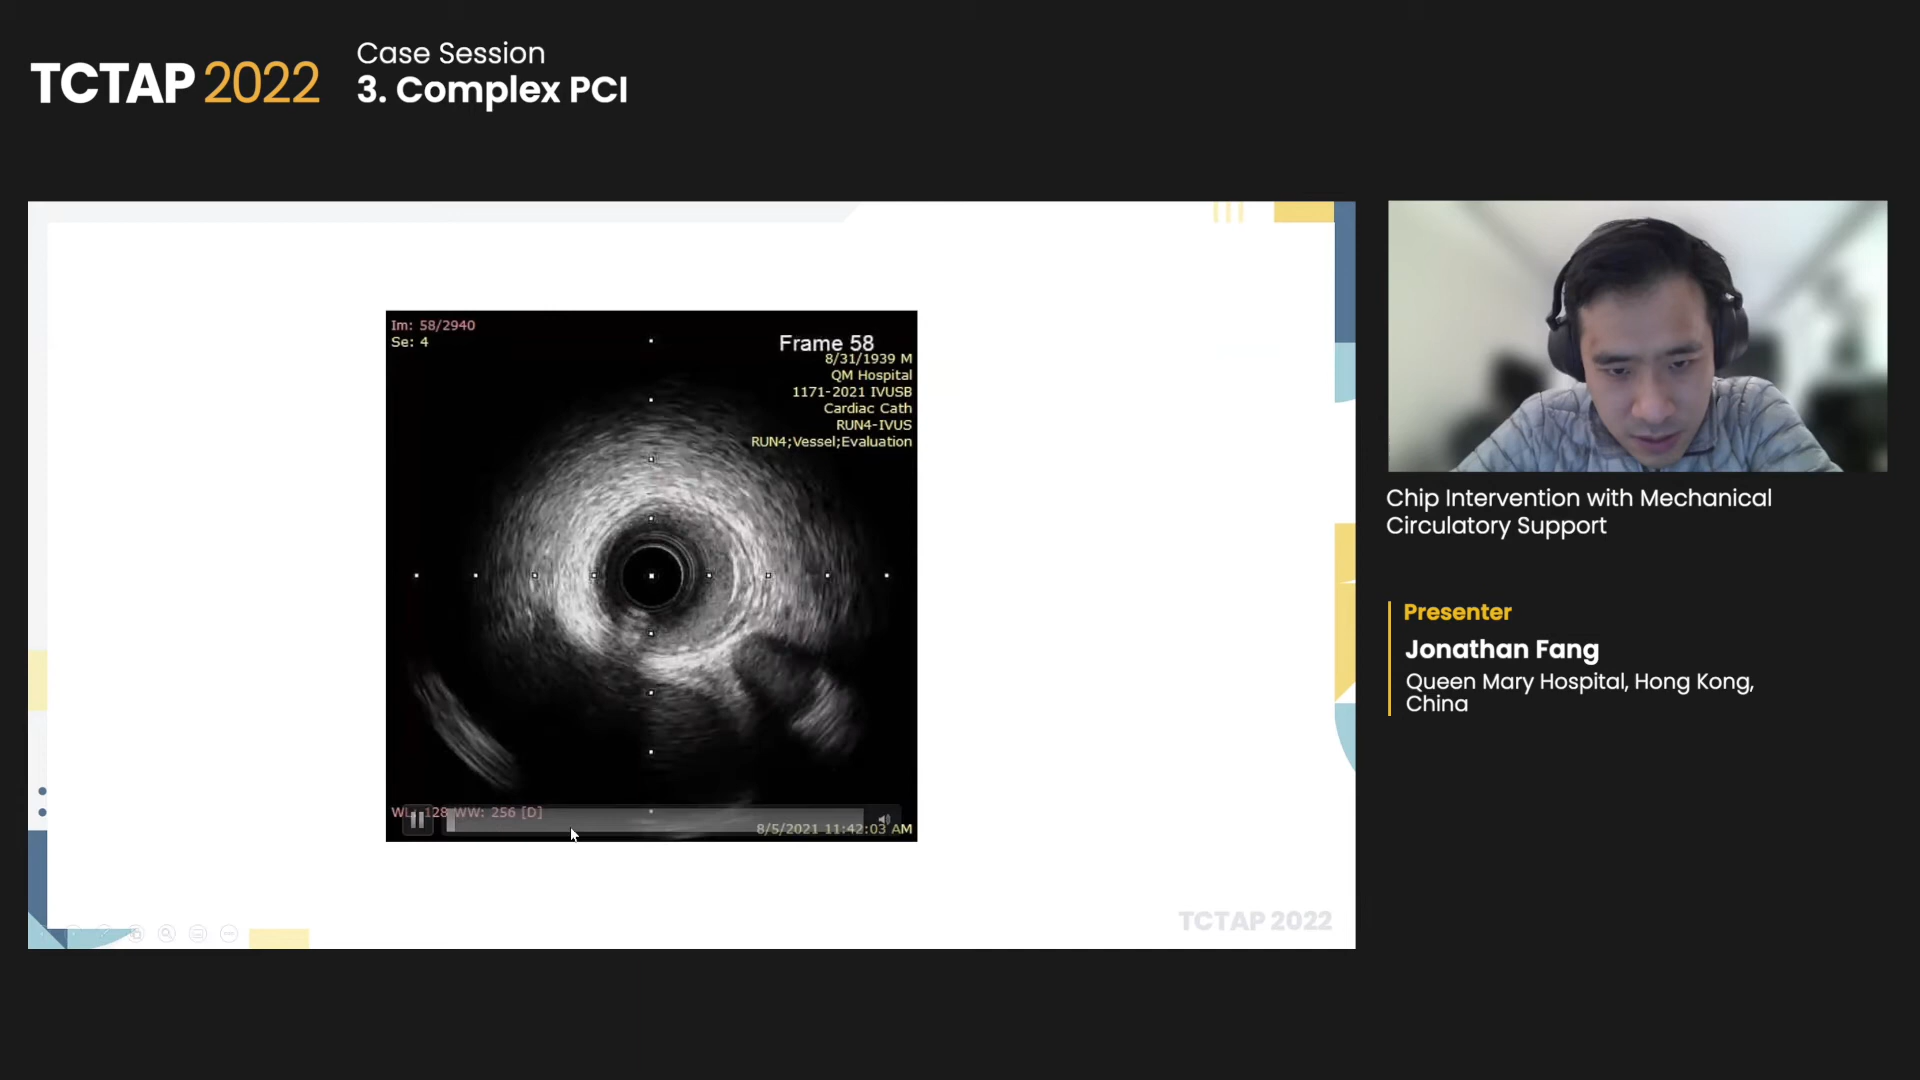 TCTAP 2022
Case Session
3. Complex PCI
Im: 58/2940
Se: 4
Frame 58
8/31/1939 M
QM Hospital
1171-2021 IVUSB
Cardiac Cath
RUN4-IVUS
RUN4;Vessel;Evaluation
WL: 128 WW: 256 [D]
8/5/2021 11:42:03 AM
TCTAP 2022
Chip Intervention with Mechanical
Circulatory Support
Presenter
Jonathan Fang
Queen Mary Hospital, Hong Kong,
China